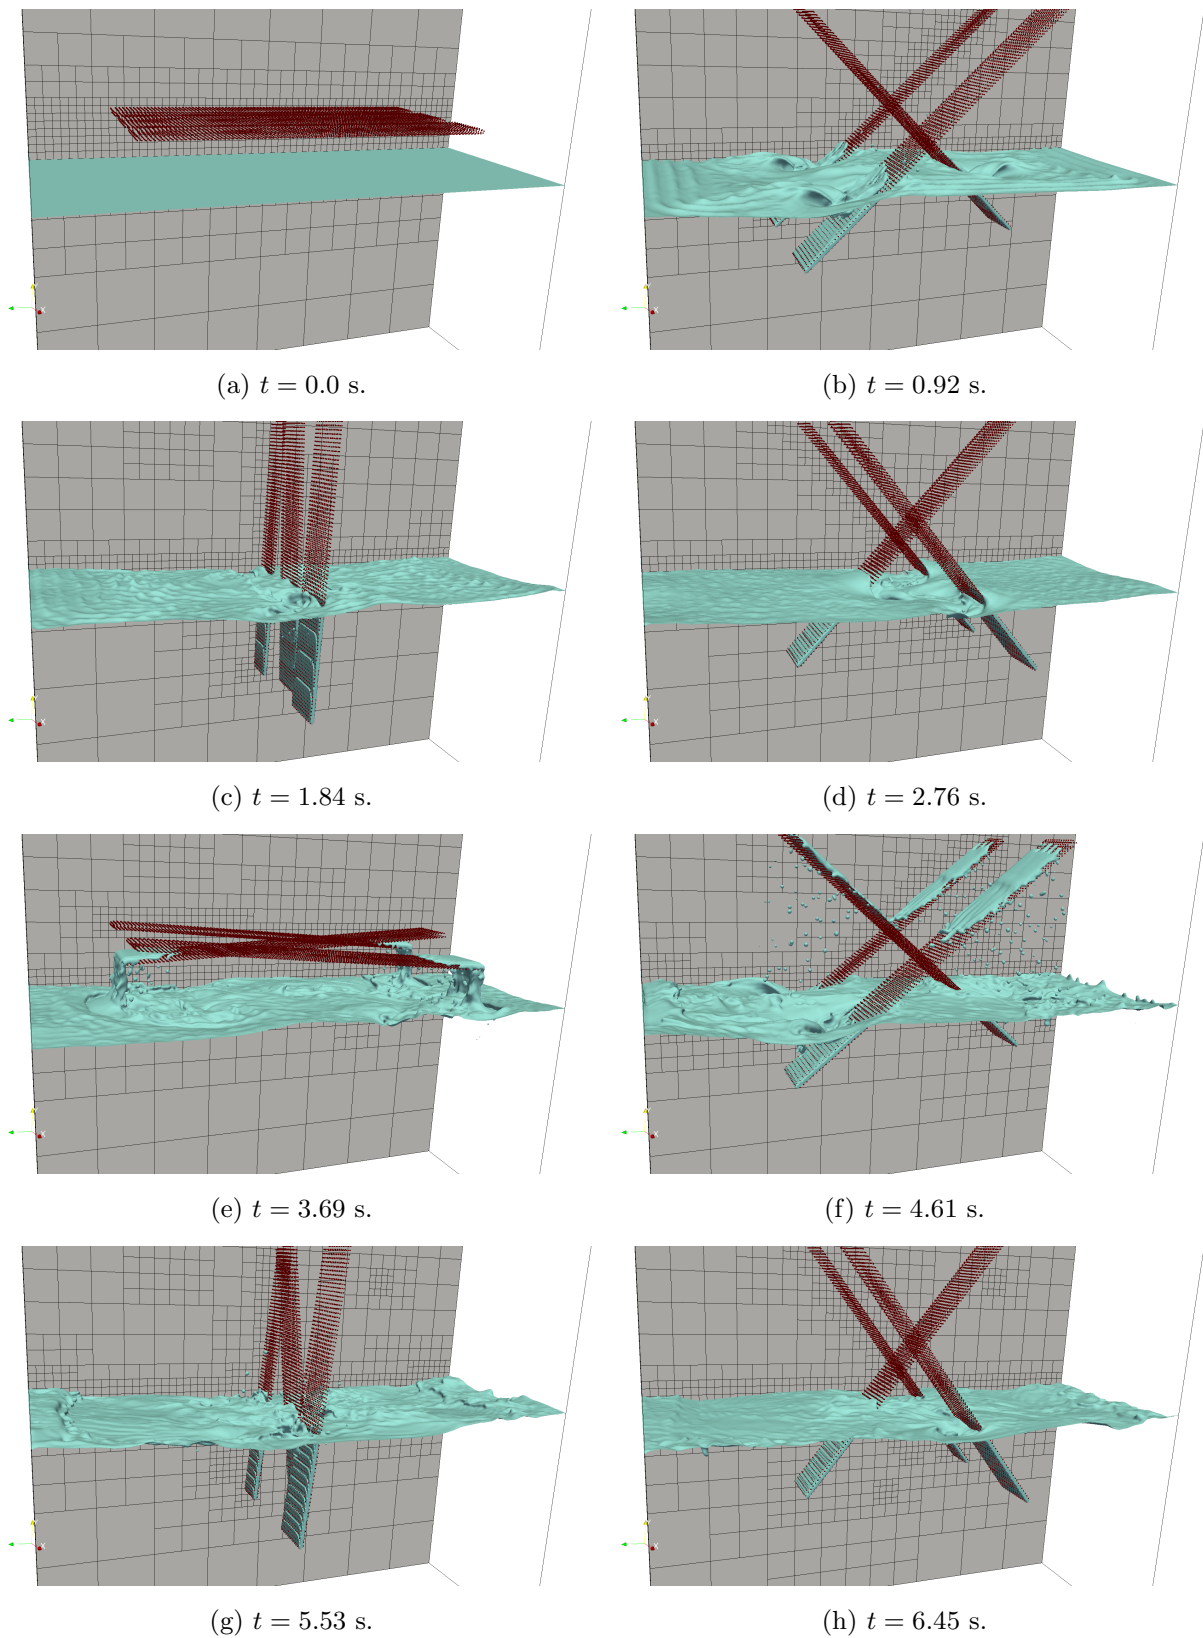 (a) t = 0.0 s.
(b) t = 0.92 s.
(c) t = 1.84 s.
(d) t = 2.76 s.
(e) t = 3.69 s.
(f) t = 4.61 s.
(g) t = 5.53 s.
(h) t = 6.45 s.